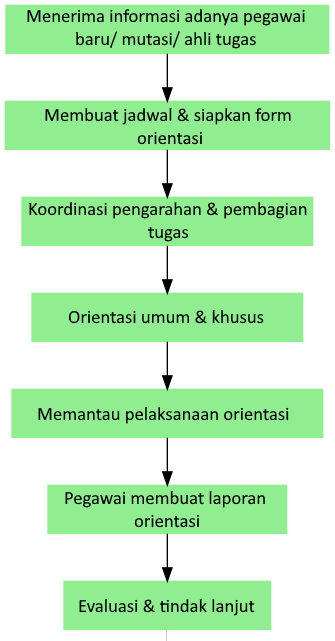 Menerima informasi adanya pegawai
baru/ mutasi/ ahli tugas
Membuat jadwal & siapkan form
orientasi
Koordinasi pengarahan & pembagian
tugas
Orientasi umum & khusus
Memantau pelaksanaan orientasi
Pegawai membuat laporan
orientasi
Evaluasi & tindak lanjut